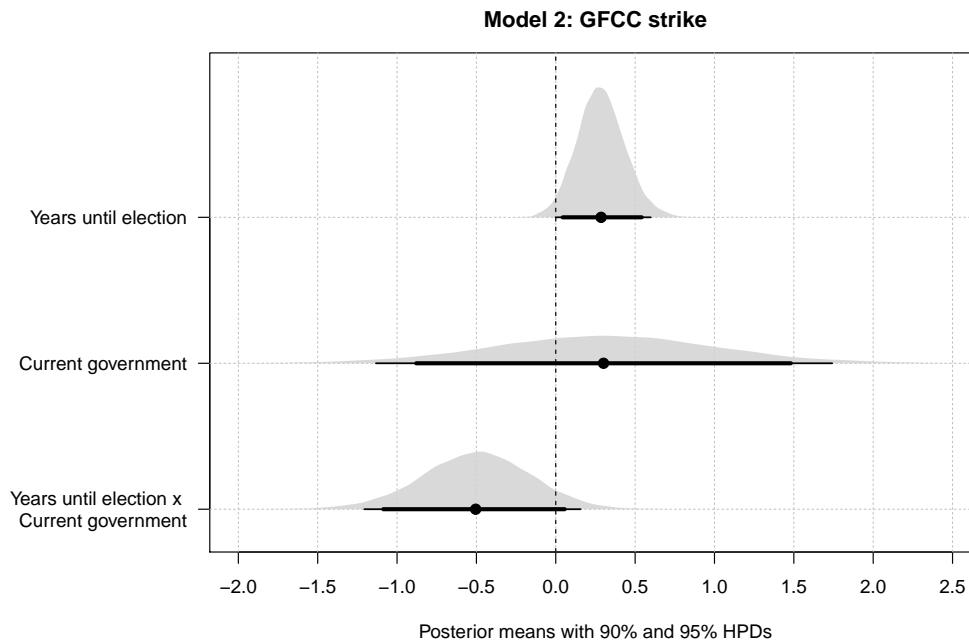 Model 2: GFCC strike
Years until election
Current government
Years until election x
Current government
−2.0 −1.5 −1.0 −0.5 0.0 0.5 1.0 1.5 2.0 2.5
Posterior means with 90% and 95% HPDs